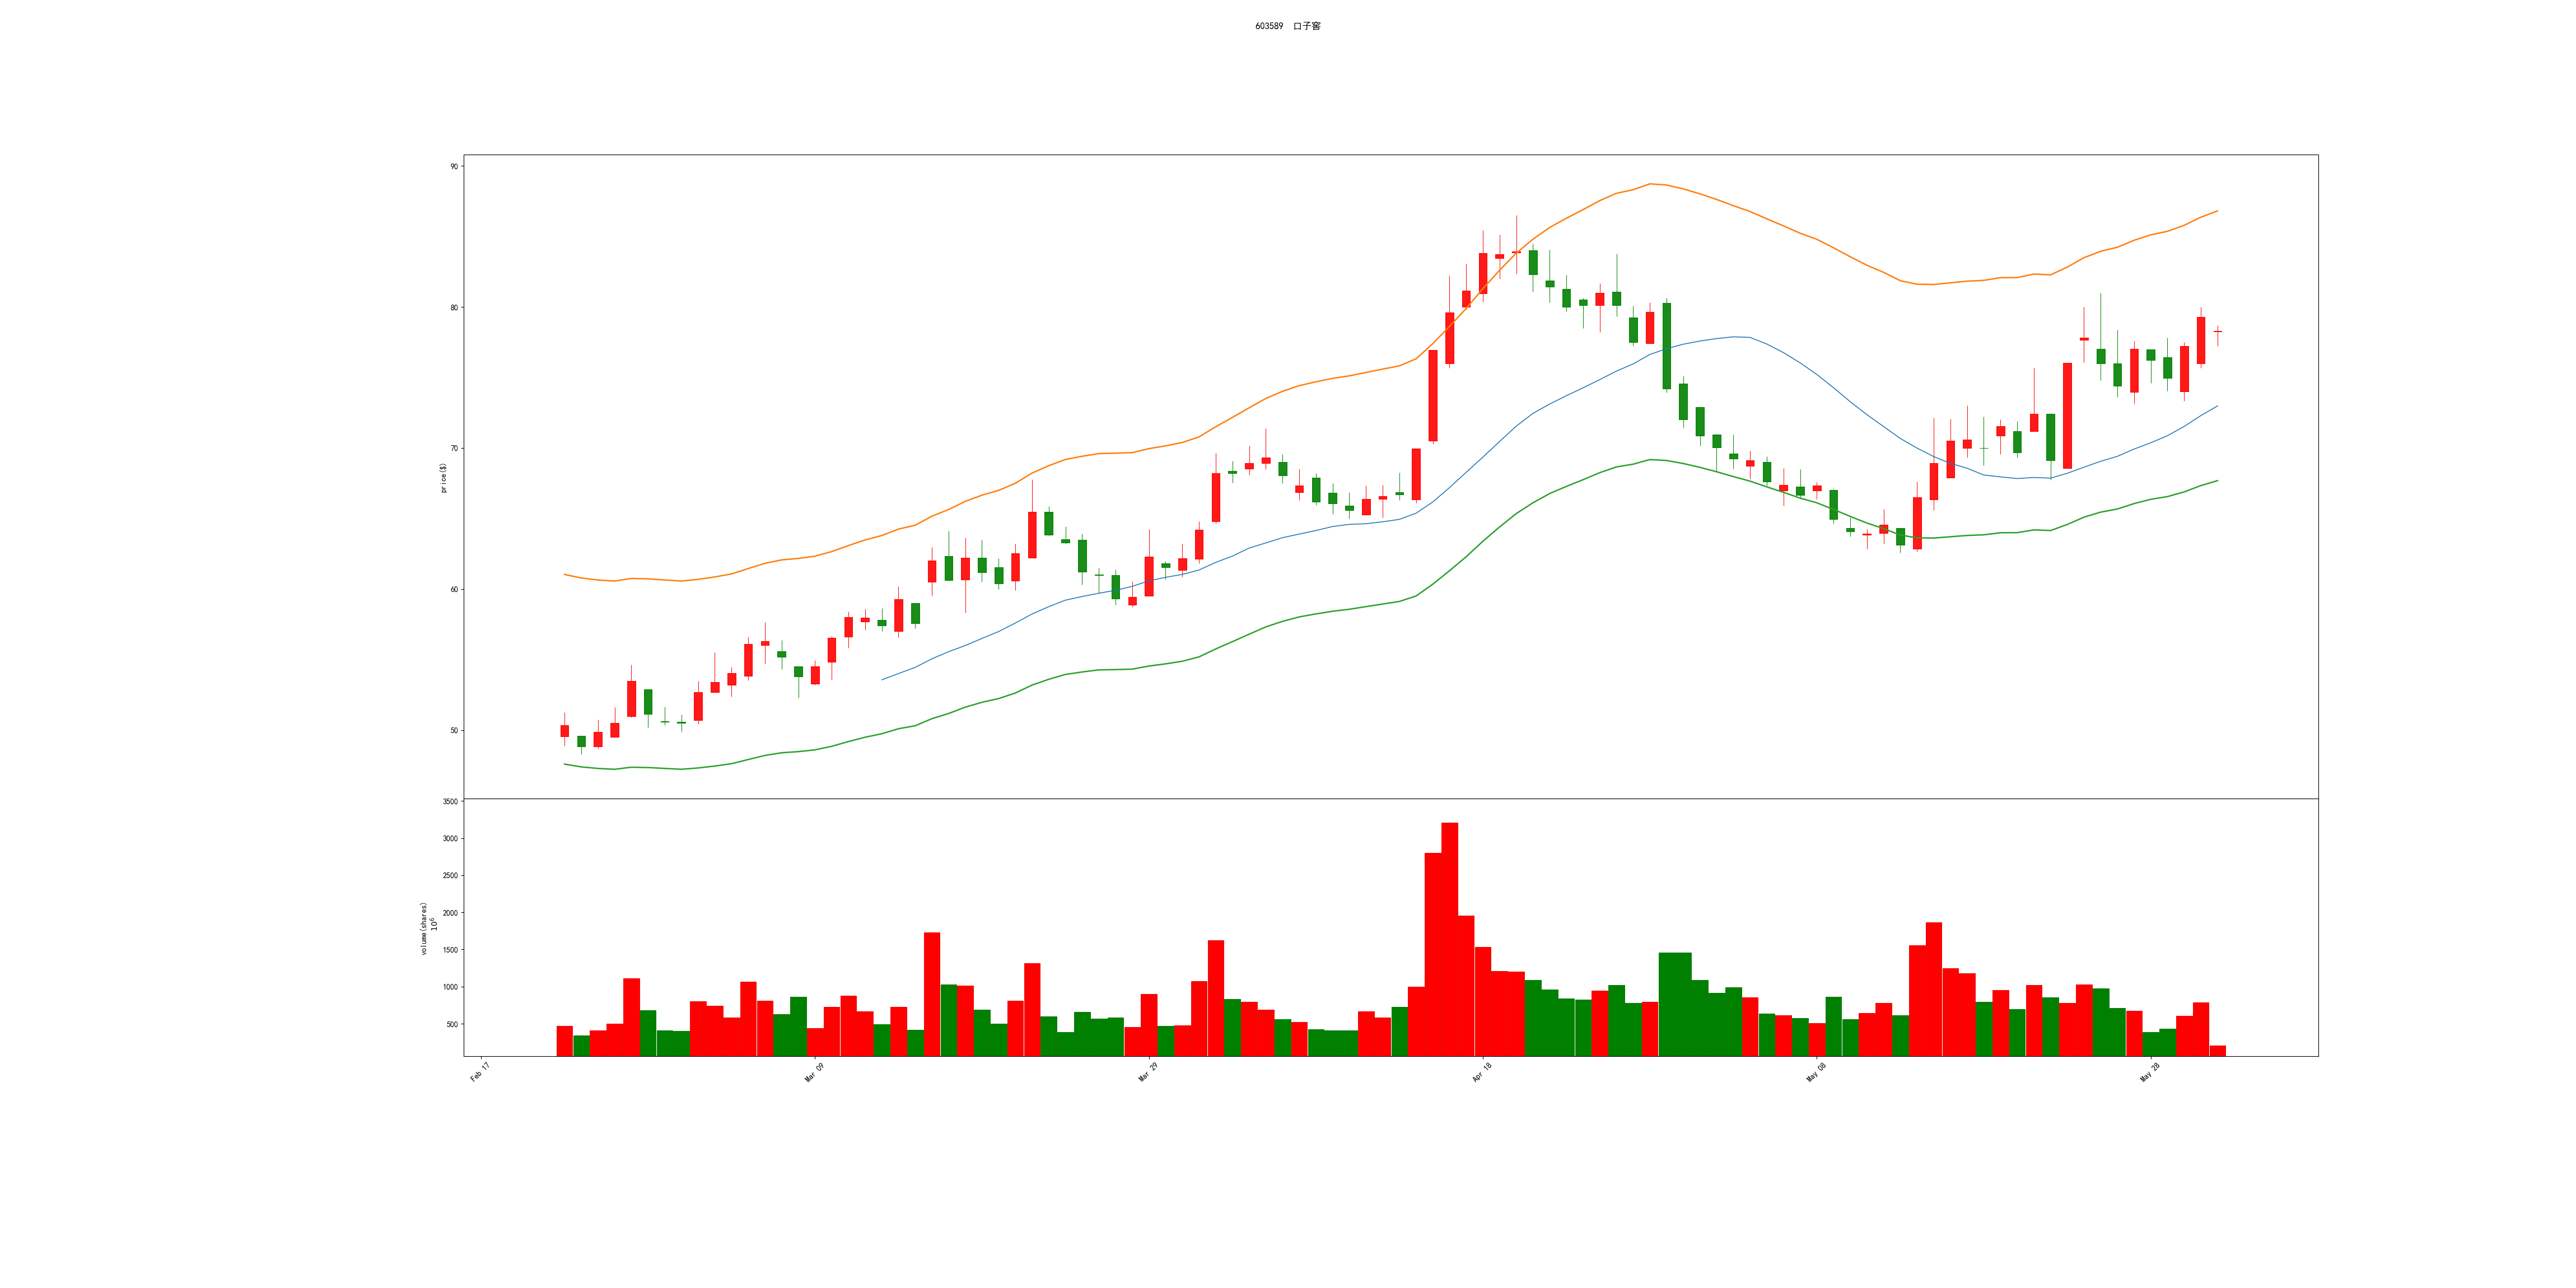 603589 口子窖
90
80
70
60
50
price($)
3500
3000
2500
2000
1500
1000
500
volume(shares)
10⁶
Feb 17
Mar 09
Mar 29
Apr 18
May 08
May 28